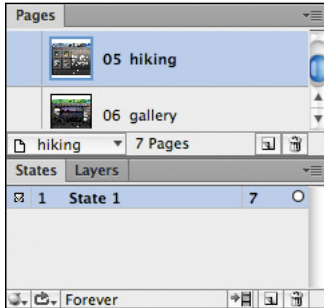 Pages
05 hiking
06 gallery
hiking 7 Pages
States Layers
1 State 1 7
Forever